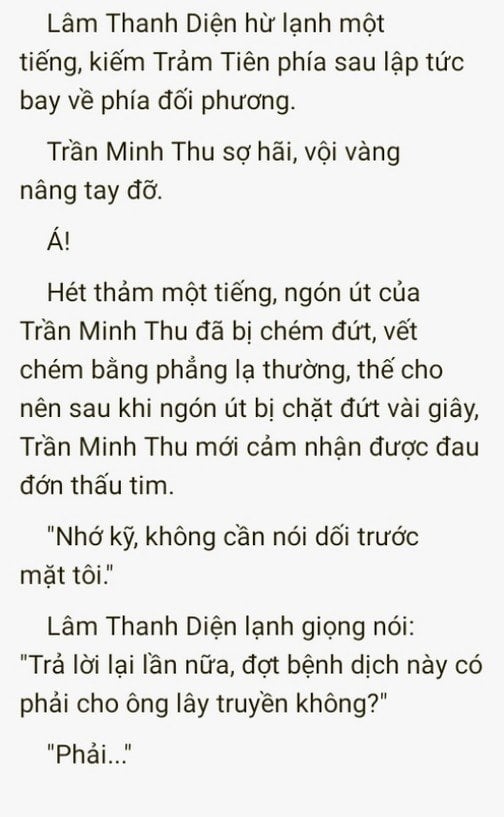 Lâm Thanh Diện hừ lạnh một
tiếng, kiếm Trảm Tiên phía sau lập tức
bay về phía đối phương.
Trần Minh Thu sợ hãi, vội vàng
nâng tay đỡ.
Á!
Hét thảm một tiếng, ngón út của
Trần Minh Thu đã bị chém đứt, vết
chém bằng phẳng lạ thường, thế cho
nên sau khi ngón út bị chặt đứt vài giây,
Trần Minh Thu mới cảm nhận được đau
đớn thấu tim.
"Nhớ kỹ, không cần nói dối trước
mặt tôi."
Lâm Thanh Diện lạnh giọng nói:
"Trả lời lại lần nữa, đợt bệnh dịch này có
phải cho ông lây truyền không?"
"Phải..."